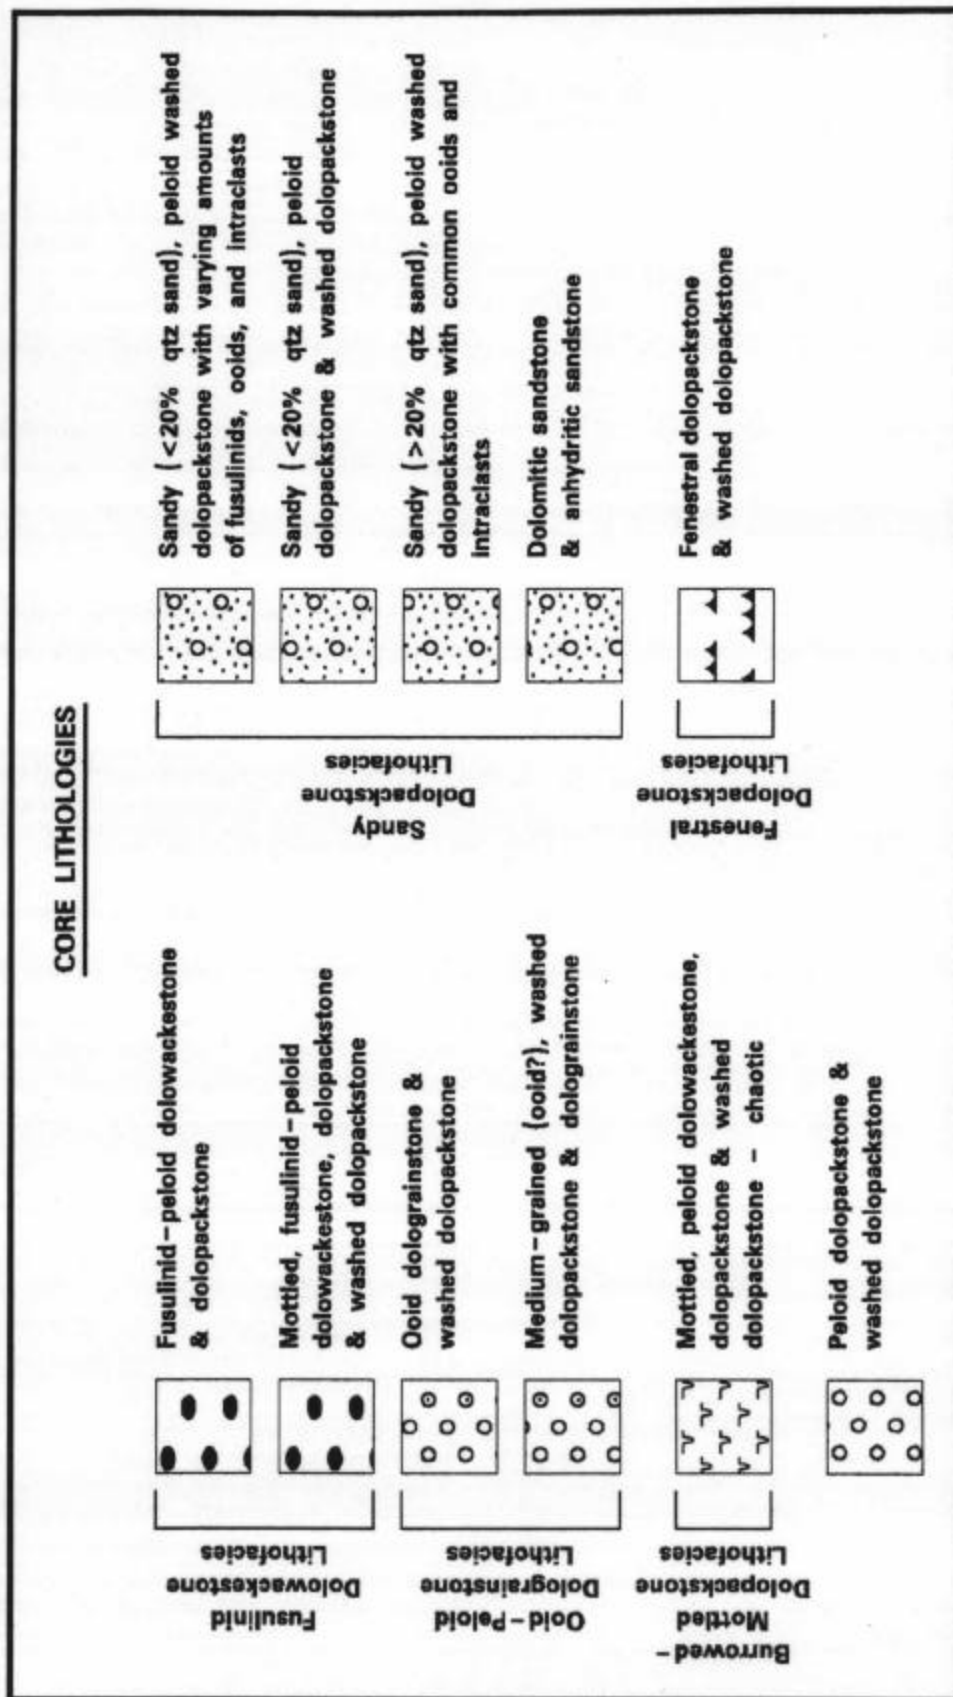 CORE LITHOLOGIES
Fusulinid
Dolowackestone
Lithofacies
Fusulinid-peloid dolowackestone
& dolopackstone
Mottled, fusulinid-peloid
dolowackestone, dolopackstone
& washed dolopackstone
Ooid-Peloid
Dolograinstone
Lithofacies
Ooid dolograinstone &
washed dolopackstone
Medium-grained (ooid?), washed
dolopackstone & dolograinstone
Burrowed-
Mottled
Dolopackstone
Lithofacies
Mottled, peloid dolowackestone,
dolopackstone & washed
dolopackstone - chaotic
Peloid dolopackstone &
washed dolopackstone
Sandy
Dolopackstone
Lithofacies
Sandy (<20% qtz sand), peloid washed
dolopackstone with varying amounts
of fusulinids, ooids, and intraclasts
Sandy (<20% qtz sand), peloid
dolopackstone & washed dolopackstone
Sandy (>20% qtz sand), peloid washed
dolopackstone with common ooids and
intraclasts
Dolomitic sandstone
& anhydritic sandstone
Fenestral
Dolopackstone
Lithofacies
Fenestral dolopackstone
& washed dolopackstone